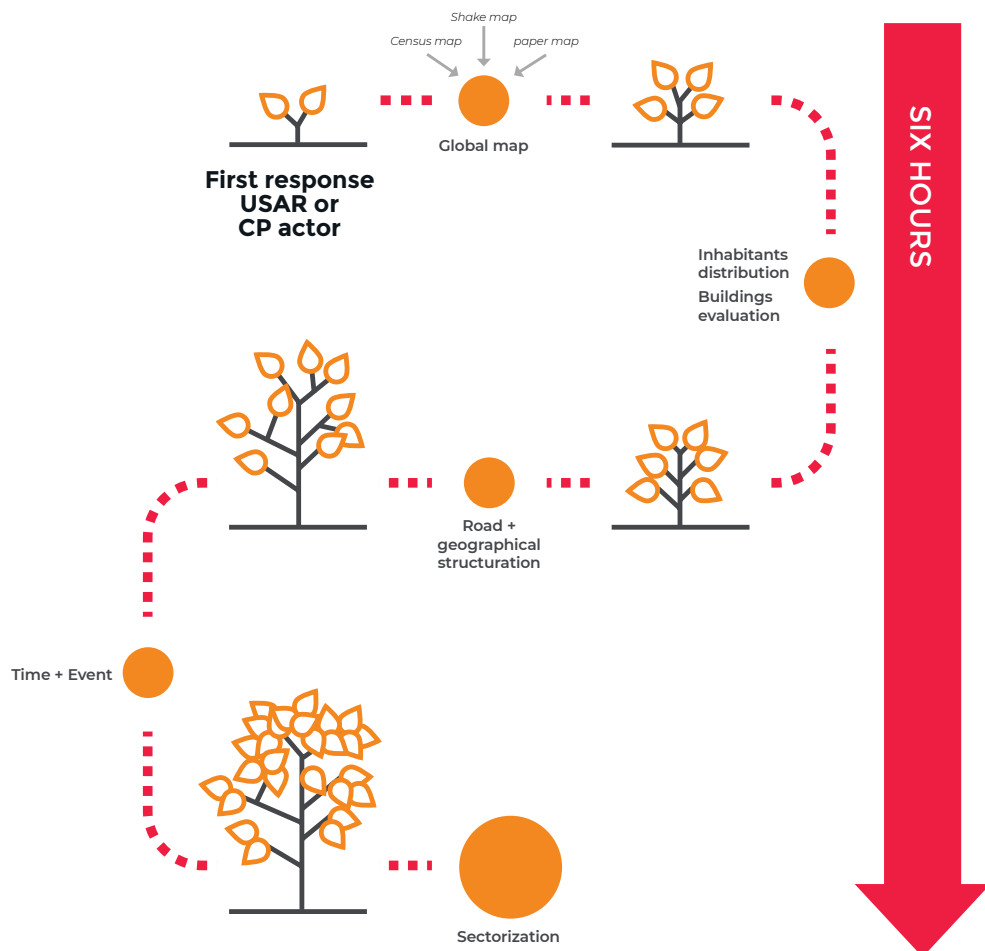 Shake map
Census map
paper map
Global map
First response
USAR or
CP actor
SIX HOURS
Inhabitants
distribution
Buildings
evaluation
Road +
geographical
structuration
Time + Event
Sectorization